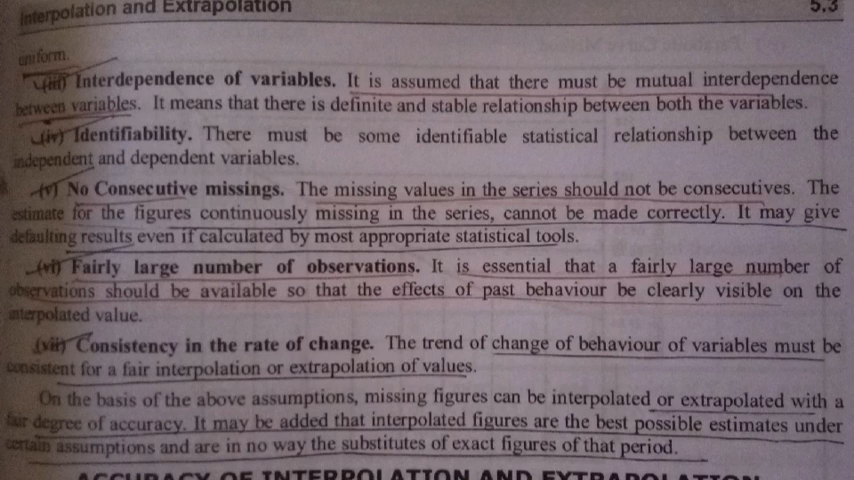 Interpolation and Extrapolation 5.3
uniform.
(iii) Interdependence of variables. It is assumed that there must be mutual interdependence
between variables. It means that there is definite and stable relationship between both the variables.
(iv) Identifiability. There must be some identifiable statistical relationship between the
independent and dependent variables.
(v) No Consecutive missings. The missing values in the series should not be consecutives. The
estimate for the figures continuously missing in the series, cannot be made correctly. It may give
defaulting results even if calculated by most appropriate statistical tools.
(vi) Fairly large number of observations. It is essential that a fairly large number of
observations should be available so that the effects of past behaviour be clearly visible on the
interpolated value.
(vii) Consistency in the rate of change. The trend of change of behaviour of variables must be
consistent for a fair interpolation or extrapolation of values.
On the basis of the above assumptions, missing figures can be interpolated or extrapolated with a
fair degree of accuracy. It may be added that interpolated figures are the best possible estimates under
certain assumptions and are in no way the substitutes of exact figures of that period.
ACCURACY OF INTERPOLATION AND EXTRAPOLATION